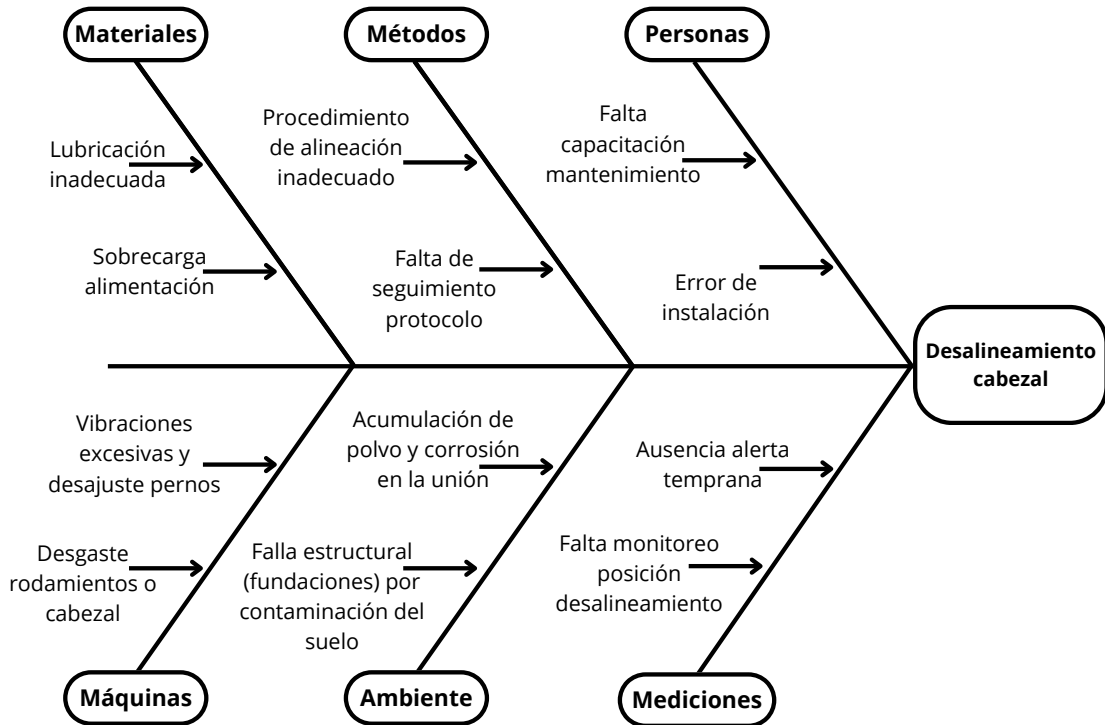 Materiales
Métodos
Personas
Lubricación
inadecuada
Sobrecarga
alimentación
Procedimiento
de alineación
inadecuado
Falta de
seguimiento
protocolo
Falta
capacitación
mantenimiento
Error de
instalación
Desalineamiento
cabezal
Vibraciones
excesivas y
desajuste pernos
Desgaste
rodamientos o
cabezal
Acumulación de
polvo y corrosión
en la unión
Falla estructural
(fundaciones) por
contaminación del
suelo
Ausencia alerta
temprana
Falta monitoreo
posición
desalineamiento
Máquinas
Ambiente
Mediciones